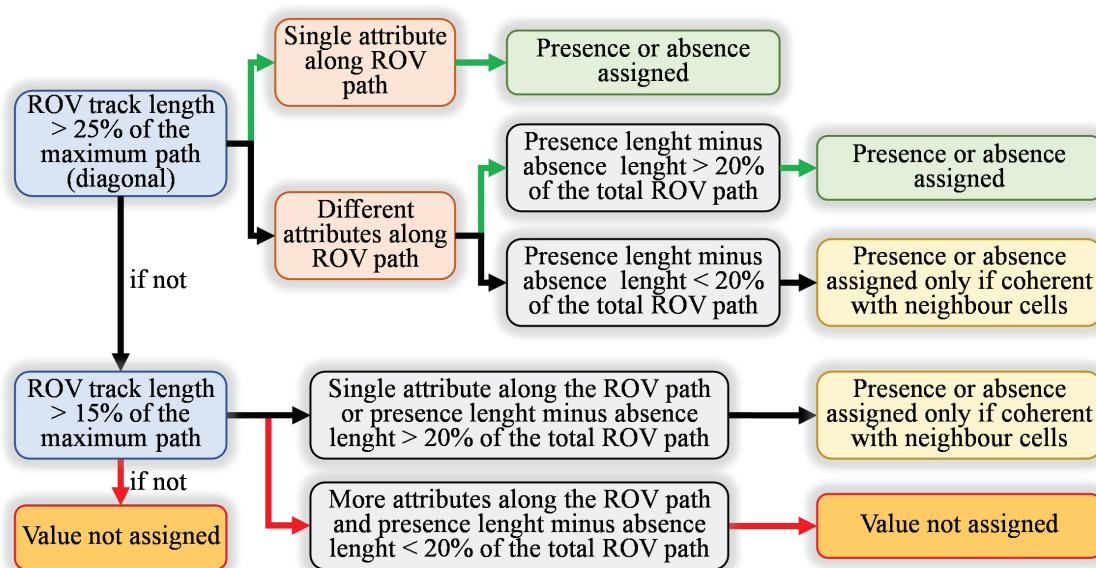 Single attribute
along ROV
path
Presence or absence
assigned
ROV track length
> 25% of the
maximum path
(diagonal)
Presence lenght minus
absence  lenght > 20%
of the total ROV path
Presence or absence
assigned
Different
attributes along
ROV path
Presence lenght minus
absence  lenght < 20%
of the total ROV path
Presence or absence
assigned only if coherent
with neighbour cells
if not
ROV track length
> 15% of the
maximum path
Single attribute along the ROV path
or presence lenght minus absence
lenght > 20% of the total ROV path
Presence or absence
assigned only if coherent
with neighbour cells
if not
Value not assigned
More attributes along the ROV path
and presence lenght minus absence
lenght < 20% of the total ROV path
Value not assigned